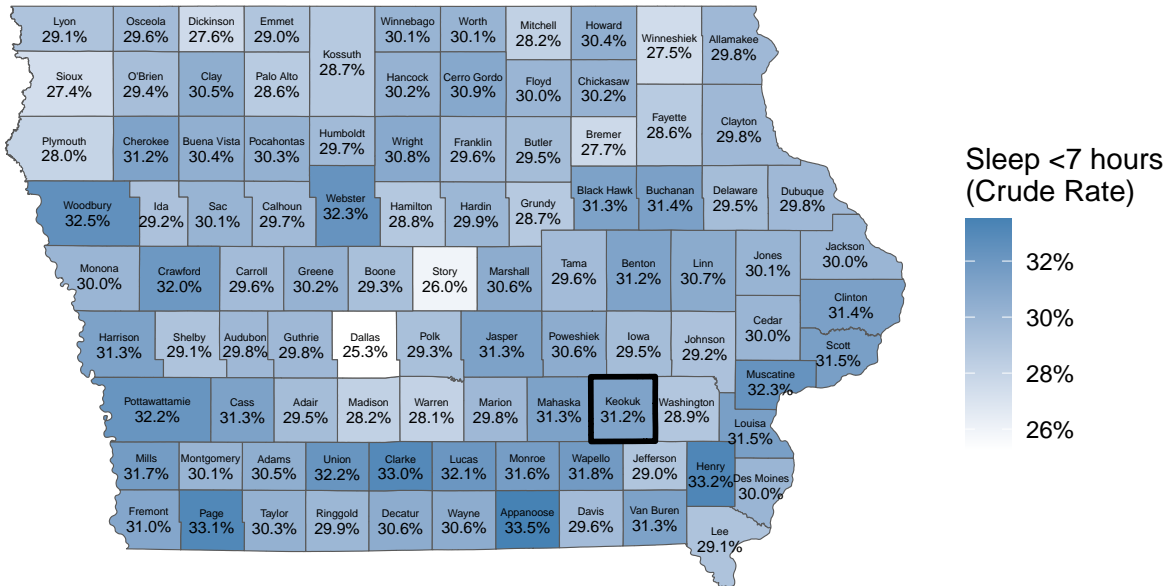 Lyon
29.1%
Osceola
29.6%
Dickinson
27.6%
Emmet
29.0%
Kossuth
28.7%
Winnebago
30.1%
Worth
30.1%
Mitchell
28.2%
Howard
30.4%
Winneshiek
27.5%
Allamakee
29.8%
Sioux
27.4%
O'Brien
29.4%
Clay
30.5%
Palo Alto
28.6%
Hancock
30.2%
Cerro Gordo
30.9%
Floyd
30.0%
Chickasaw
30.2%
Fayette
28.6%
Clayton
29.8%
Plymouth
28.0%
Cherokee
31.2%
Buena Vista
30.4%
Pocahontas
30.3%
Humboldt
29.7%
Wright
30.8%
Franklin
29.6%
Butler
29.5%
Bremer
27.7%
Woodbury
32.5%
Ida
29.2%
Sac
30.1%
Calhoun
29.7%
Webster
32.3%
Hamilton
28.8%
Hardin
29.9%
Grundy
28.7%
Black Hawk
31.3%
Buchanan
31.4%
Delaware
29.5%
Dubuque
29.8%
Monona
30.0%
Crawford
32.0%
Carroll
29.6%
Greene
30.2%
Boone
29.3%
Story
26.0%
Marshall
30.6%
Tama
29.6%
Benton
31.2%
Linn
30.7%
Jones
30.1%
Jackson
30.0%
Clinton
31.4%
Harrison
31.3%
Shelby
29.1%
Audubon
29.8%
Guthrie
29.8%
Dallas
25.3%
Polk
29.3%
Jasper
31.3%
Poweshiek
30.6%
Iowa
29.5%
Johnson
29.2%
Cedar
30.0%
Scott
31.5%
Muscatine
32.3%
Pottawattamie
32.2%
Cass
31.3%
Adair
29.5%
Madison
28.2%
Warren
28.1%
Marion
29.8%
Mahaska
31.3%
Keokuk
31.2%
Washington
28.9%
Louisa
31.5%
Mills
31.7%
Montgomery
30.1%
Adams
30.5%
Union
32.2%
Clarke
33.0%
Lucas
32.1%
Monroe
31.6%
Wapello
31.8%
Jefferson
29.0%
Henry
33.2%
Des Moines
30.0%
Fremont
31.0%
Page
33.1%
Taylor
30.3%
Ringgold
29.9%
Decatur
30.6%
Wayne
30.6%
Appanoose
33.5%
Davis
29.6%
Van Buren
31.3%
Lee
29.1%
Sleep <7 hours
(Crude Rate)
32%
30%
28%
26%